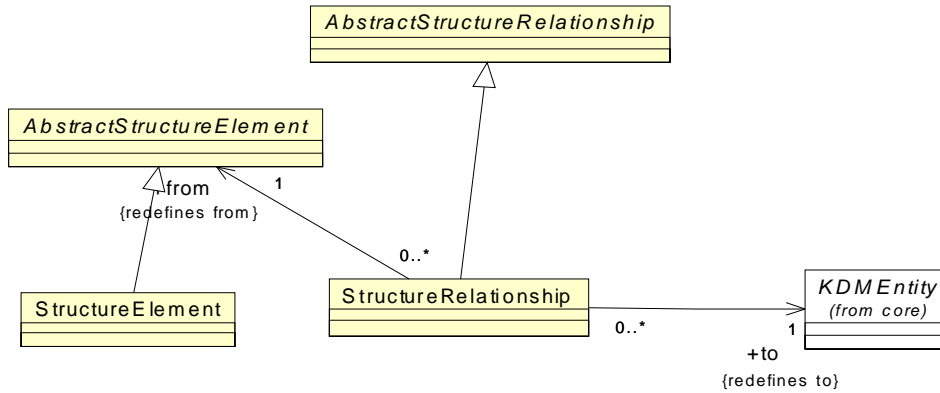 AbstractStructureRelationship
AbstractStructureElement
1
+from
{redefines from}
0..*
StructureElement
StructureRelationship
KDMEntity
(from core)
0..*
1
+to
{redefines to}